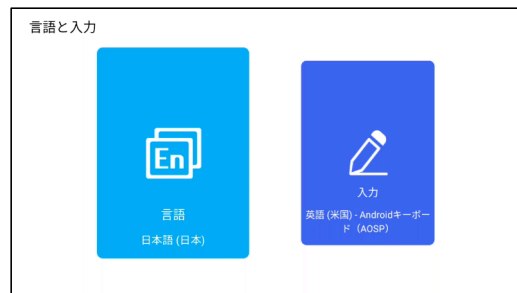 言語と入力
En
言語
日本語 (日本)
入力
英語 (米国) - Androidキーボー
ド（AOSP）